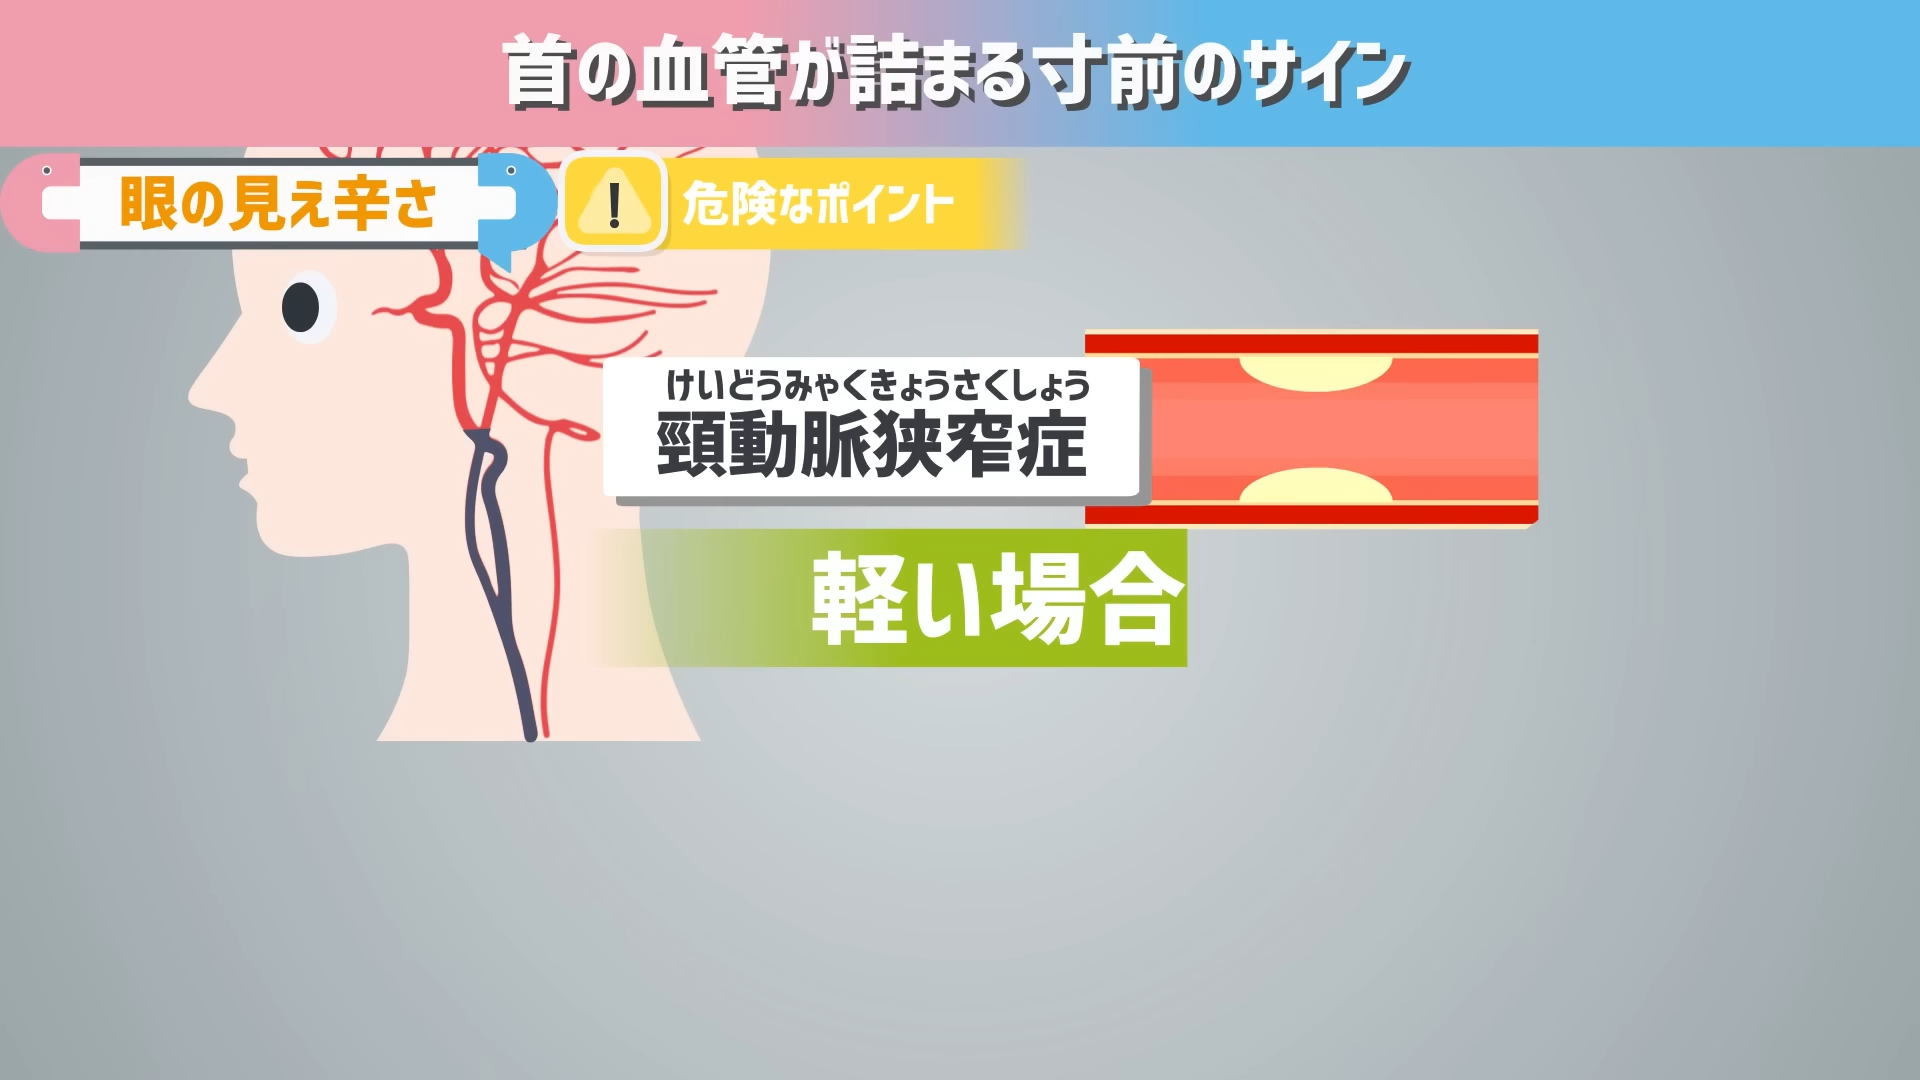 首の血管が詰まる寸前のサイン
眼の見え辛さ
! 危険なポイント
けいどうみゃくきょうさくしょう
頸動脈狭窄症
軽い場合